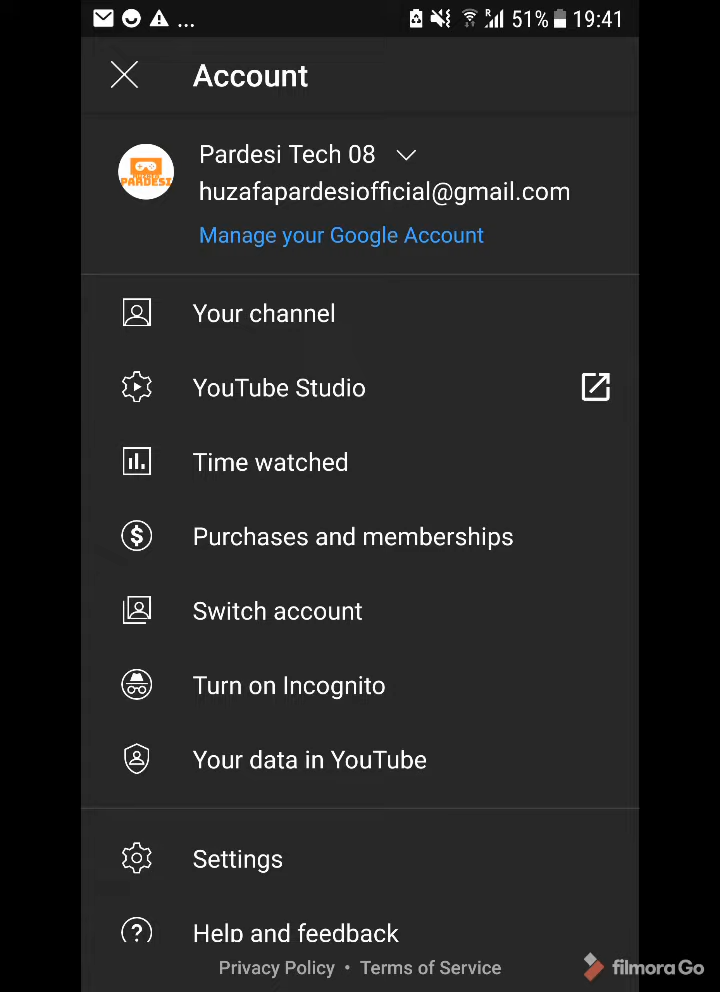 ... R 51% 19:41
Account
Pardesi Tech 08
PARDESI
huzafapardesiofficial@gmail.com
Manage your Google Account
Your channel
YouTube Studio
Time watched
Purchases and memberships
Switch account
Turn on Incognito
Your data in YouTube
Settings
Help and feedback
Privacy Policy • Terms of Service
filmoraGo